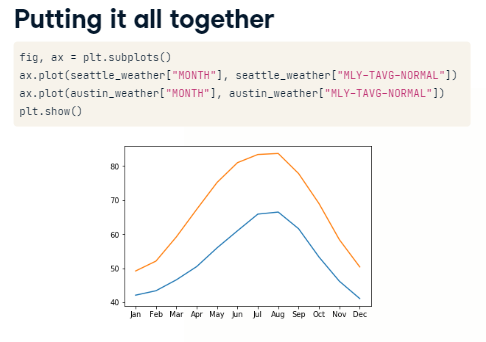 Putting it all together
fig, ax = plt.subplots()
ax.plot(seattle_weather["MONTH"], seattle_weather["MLY-TAVG-NORMAL"])
ax.plot(austin_weather["MONTH"], austin_weather["MLY-TAVG-NORMAL"])
plt.show()
80
70
60
50
40
Jan Feb Mar Apr May Jun Jul Aug Sep Oct Nov Dec